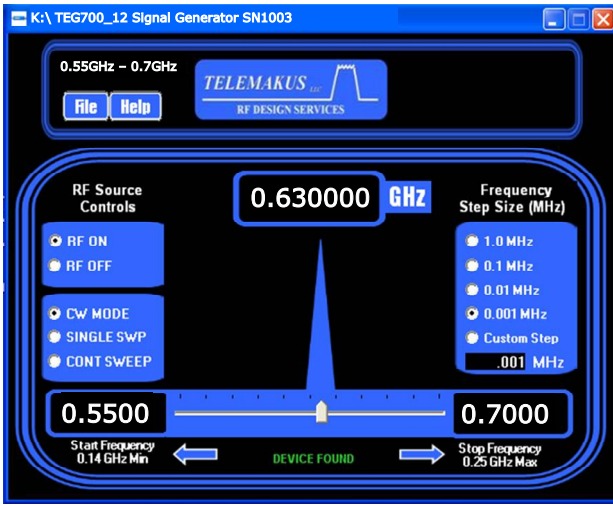 K:\ TEG700_12 Signal Generator SN1003
0.55GHz – 0.7GHz
File Help
TELEMAKUS LLC
RF DESIGN SERVICES
0.630000 GHz
RF Source
Controls
RF ON
RF OFF
CW MODE
SINGLE SWP
CONT SWEEP
Frequency
Step Size (MHz)
1.0 MHz
0.1 MHz
0.01 MHz
0.001 MHz
Custom Step
.001 MHz
0.5500
0.7000
Start Frequency
0.14 GHz Min
DEVICE FOUND
Stop Frequency
0.25 GHz Max